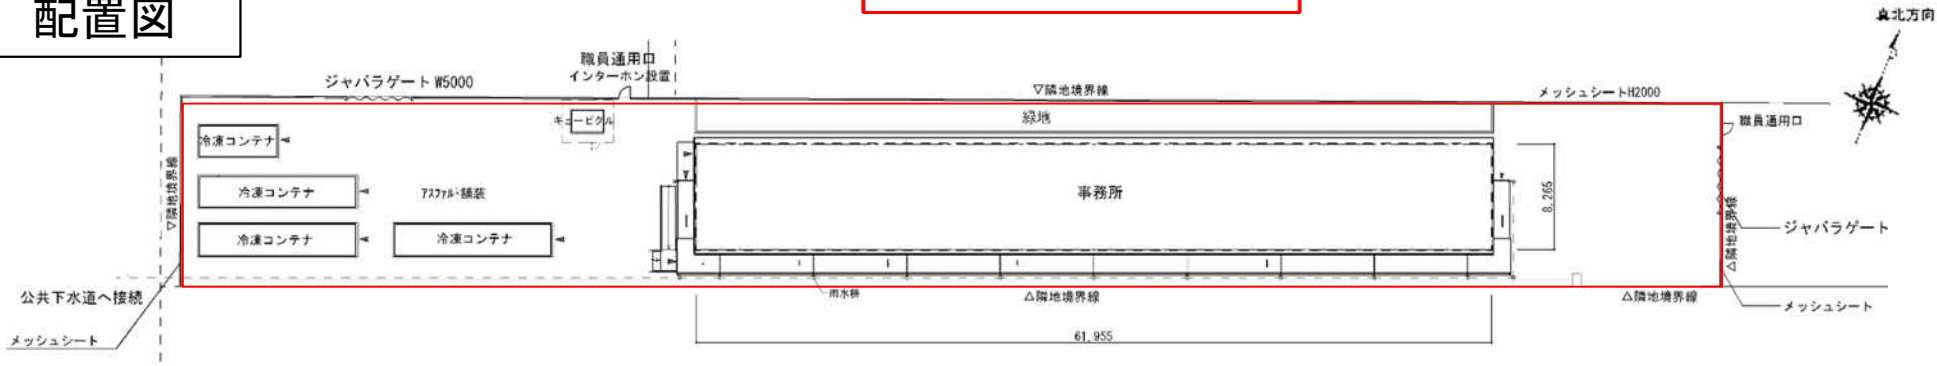 配置図
真北方向
職員通用口
インターホン設置
ジャバラゲート W5000
▽隣地境界線
メッシュシートH2000
キュービクル
緑地
職員通用口
冷凍コンテナ
▽隣地境界線
冷凍コンテナ
アスファルト舗装
事務所
8,265
冷凍コンテナ
冷凍コンテナ
△隣地境界線
ジャバラゲート
公共下水道へ接続
雨水桝
△隣地境界線
△隣地境界線
メッシュシート
メッシュシート
61,955